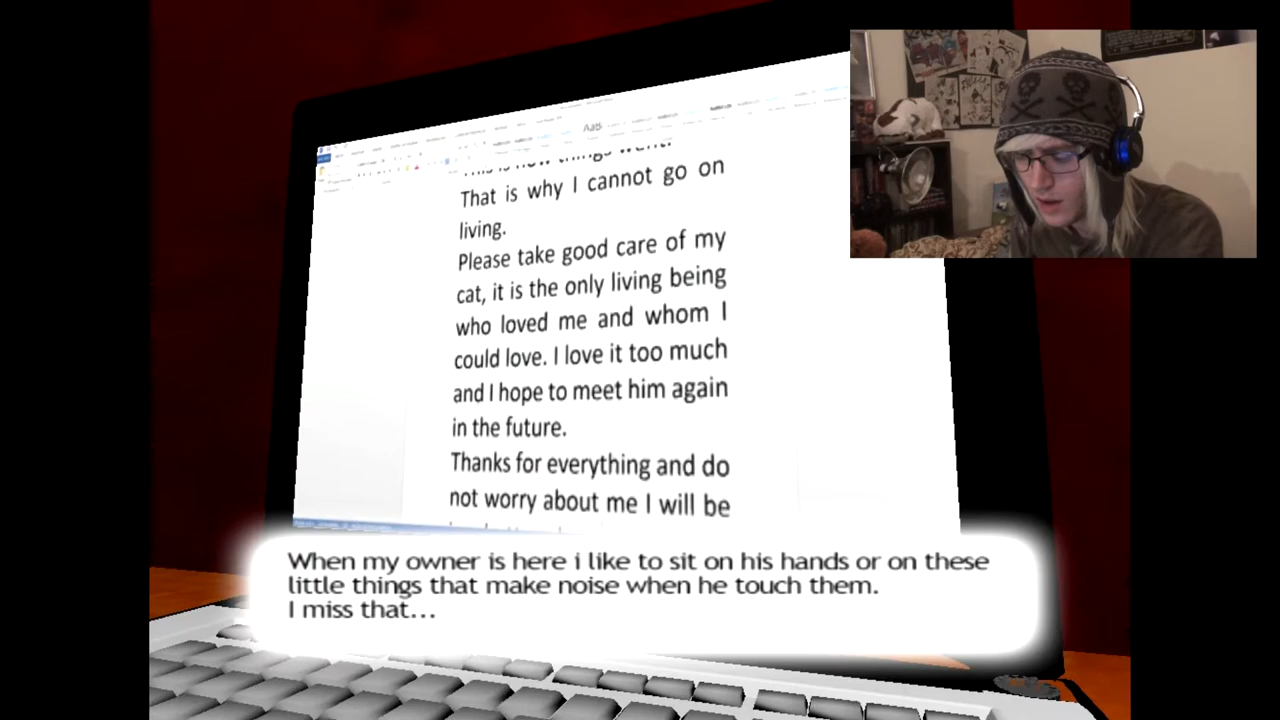 That is why I cannot go on
living.
Please take good care of my
cat, it is the only living being
who loved me and whom I
could love. I love it too much
and I hope to meet him again
in the future.
Thanks for everything and do
not worry about me I will be
When my owner is here i like to sit on his hands or on these
little things that make noise when he touch them.
I miss that...